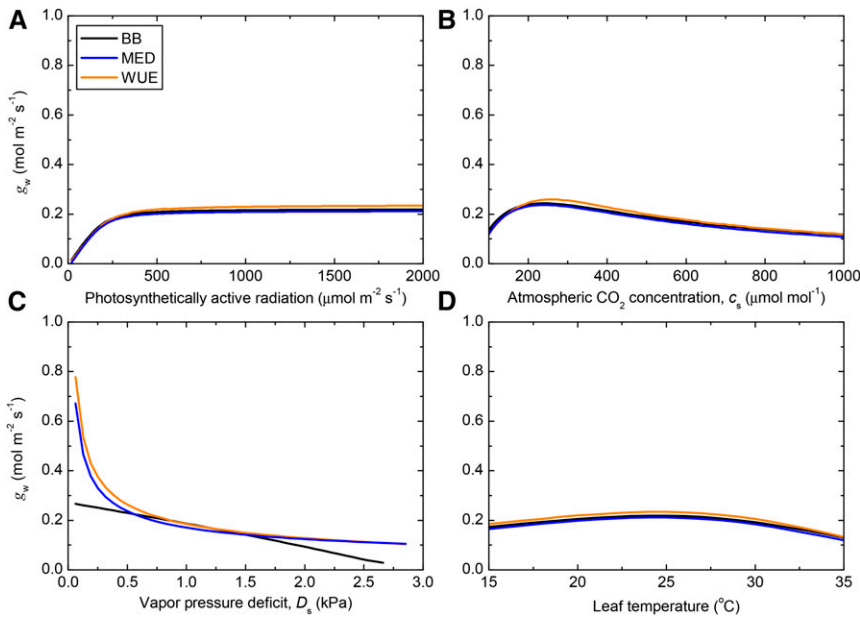 A
BB
MED
WUE
1.0
0.8
0.6
0.4
0.2
0.0
g_w (mol m⁻² s⁻¹)
0 500 1000 1500 2000
Photosynthetically active radiation (μmol m⁻² s⁻¹)
B
1.0
0.8
0.6
0.4
0.2
0.0
200 400 600 800 1000
Atmospheric CO₂ concentration, c_s (μmol mol⁻¹)
C
1.0
0.8
0.6
0.4
0.2
0.0
g_w (mol m⁻² s⁻¹)
0.0 0.5 1.0 1.5 2.0 2.5 3.0
Vapor pressure deficit, D_s (kPa)
D
1.0
0.8
0.6
0.4
0.2
0.0
15 20 25 30 35
Leaf temperature (°C)